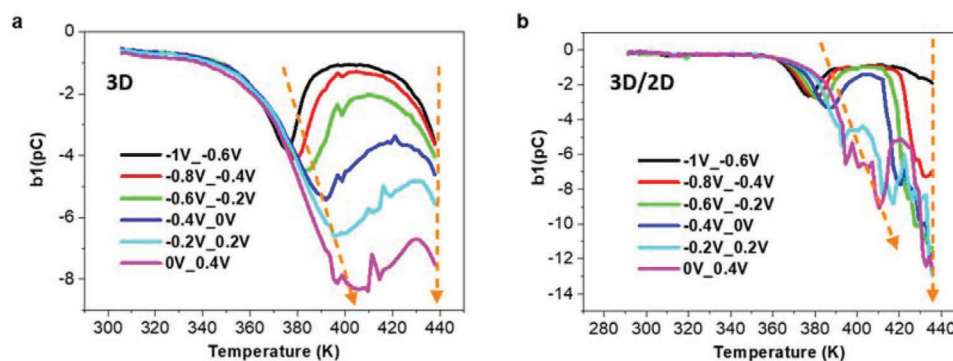 a
b1(pC)
0
-2
-4
-6
-8
3D
-1V_-0.6V
-0.8V_-0.4V
-0.6V_-0.2V
-0.4V_0V
-0.2V_0.2V
0V_0.4V
300 320 340 360 380 400 420 440
Temperature (K)
b
b1(pC)
0
-2
-4
-6
-8
-10
-12
-14
3D/2D
-1V_-0.6V
-0.8V_-0.4V
-0.6V_-0.2V
-0.4V_0V
-0.2V_0.2V
0V_0.4V
280 300 320 340 360 380 400 420 440
Temperature (K)